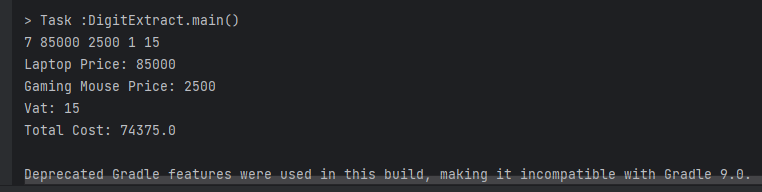 > Task :DigitExtract.main()
7 85000 2500 1 15
Laptop Price: 85000
Gaming Mouse Price: 2500
Vat: 15
Total Cost: 74375.0
Deprecated Gradle features were used in this build, making it incompatible with Gradle 9.0.